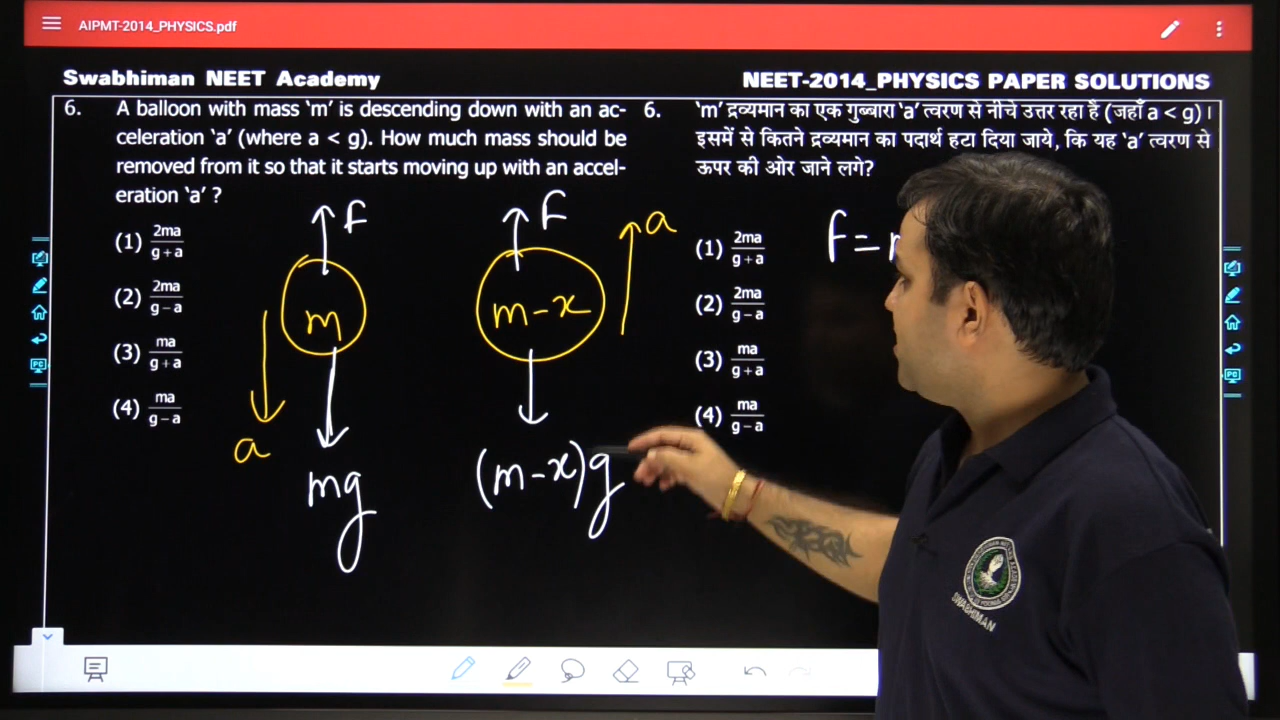 AIPMT-2014_PHYSICS.pdf
Swabhiman NEET Academy
NEET-2014_PHYSICS PAPER SOLUTIONS
6. A balloon with mass 'm' is descending down with an ac-
celeration 'a' (where a < g). How much mass should be
removed from it so that it starts moving up with an accel-
eration 'a' ?
(1) 2ma/g+a
(2) 2ma/g–a
(3) ma/g+a
(4) ma/g–a
F
m
a
mg
F
m-x
a
(m-x)g
6. 'm' द्रव्यमान का एक गुब्बारा 'a' त्वरण से नीचे उत्तर रहा है (जहाँ a < g) ।
इसमें से कितने द्रव्यमान का पदार्थ हटा दिया जाये, कि यह 'a' त्वरण से
ऊपर की ओर जाने लगे?
(1) 2ma/g+a
(2) 2ma/g–a
(3) ma/g+a
(4) ma/g–a
F =
SWABHIMAN